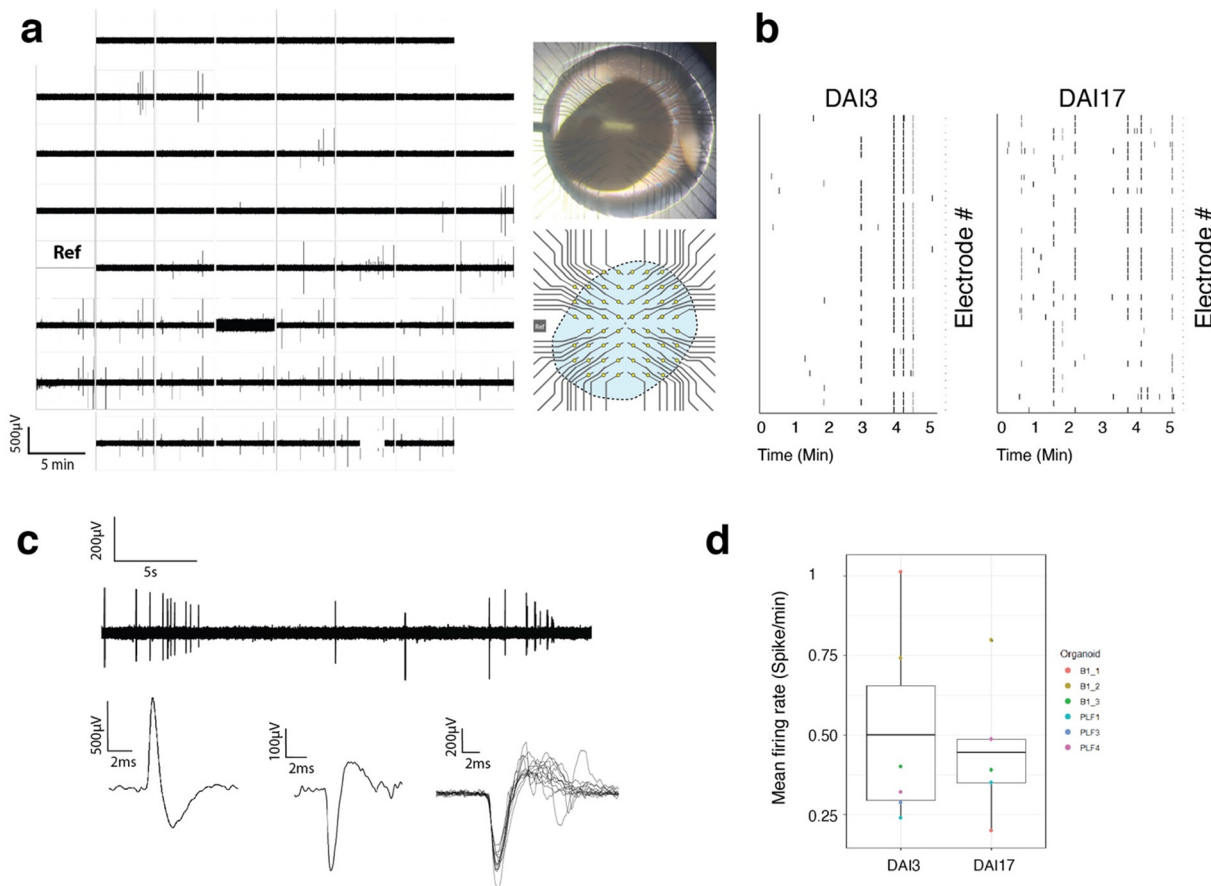 a
Ref
500µV
5 min
Ref
b
DAI3
DAI17
Electrode #
Electrode #
0 1 2 3 4 5
0 1 2 3 4 5
Time (Min)
Time (Min)
c
200µV
5s
500µV
2ms
100µV
2ms
200µV
2ms
d
Mean firing rate (Spike/min)
1
0.75
0.50
0.25
DAI3
DAI17
Organoid
B1_1
B1_2
B1_3
PLF1
PLF3
PLF4